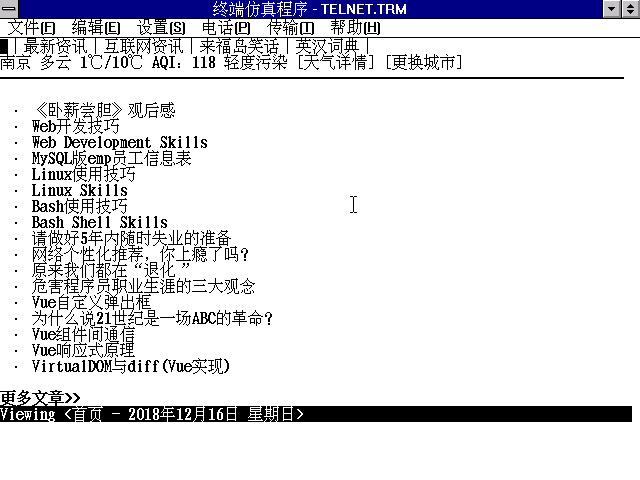 终端仿真程序 - TELNET.TRM
文件(F) 编辑(E) 设置(S) 电话(P) 传输(T) 帮助(H)
| 最新资讯 | 互联网资讯 | 来福岛笑话 | 英汉词典 |
南京 多云 1℃/10℃ AQI: 118 轻度污染 [天气详情] [更换城市]
· 《卧薪尝胆》观后感
· Web开发技巧
· Web Development Skills
· MySQL版emp员工信息表
· Linux使用技巧
· Linux Skills
· Bash使用技巧
· Bash Shell Skills
· 请做好5年内随时失业的准备
· 网络个性化推荐，你上瘾了吗？
· 原来我们都在“退化 ”
· 危害程序员职业生涯的三大观念
· Vue自定义弹出框
· 为什么说21世纪是一场ABC的革命？
· Vue组件间通信
· Vue响应式原理
· VirtualDOM与diff(Vue实现)
更多文章>>
Viewing <首页 - 2018年12月16日 星期日>